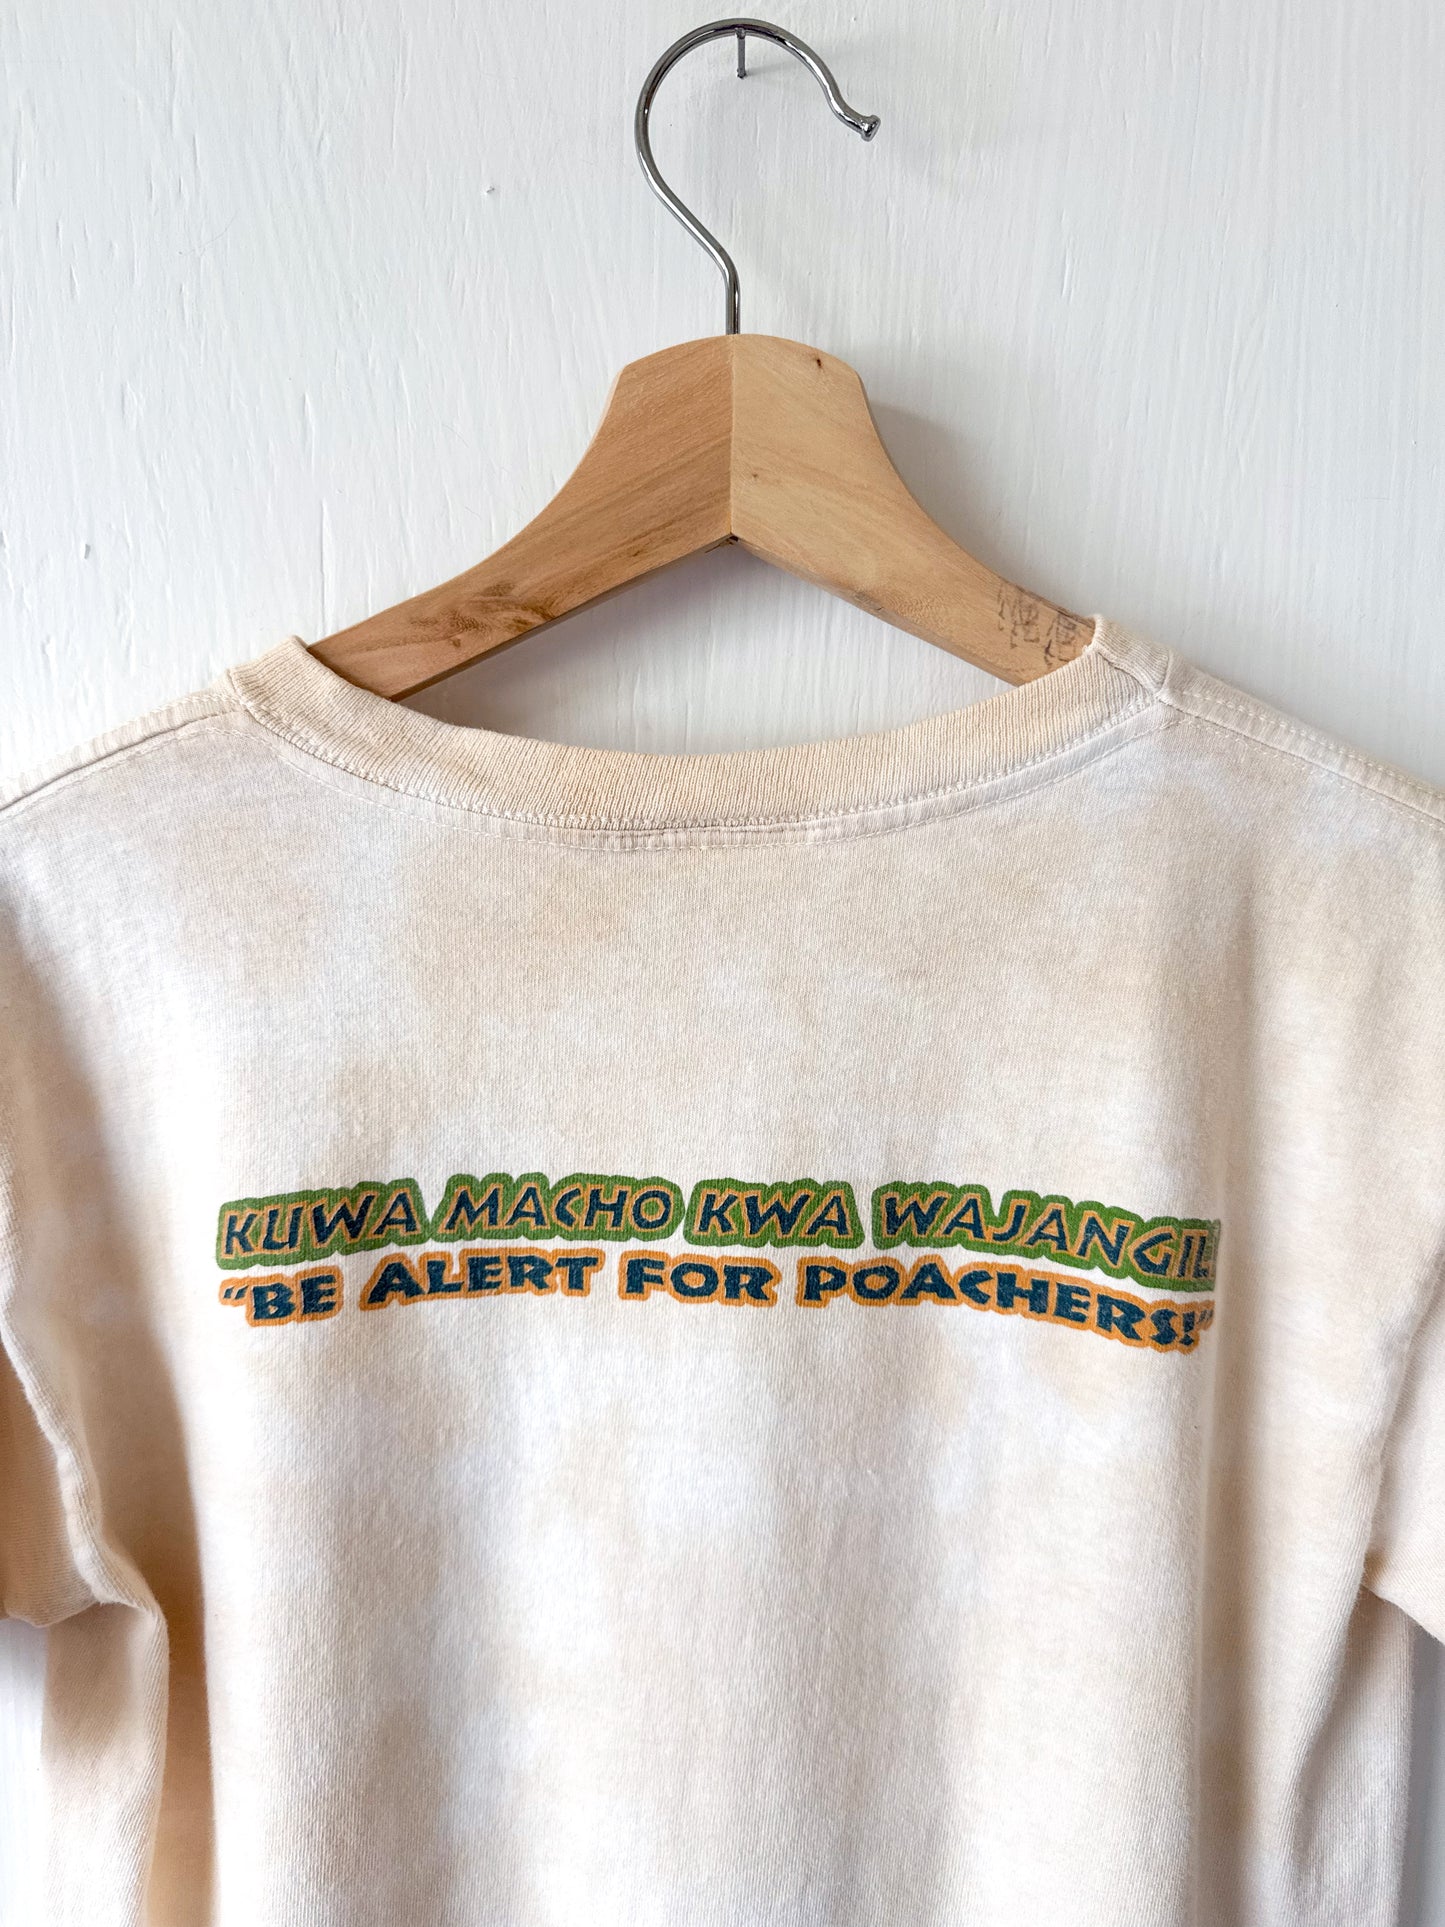 KUWA MACHO KWA WAJANGILI
"BE ALERT FOR POACHERS!"